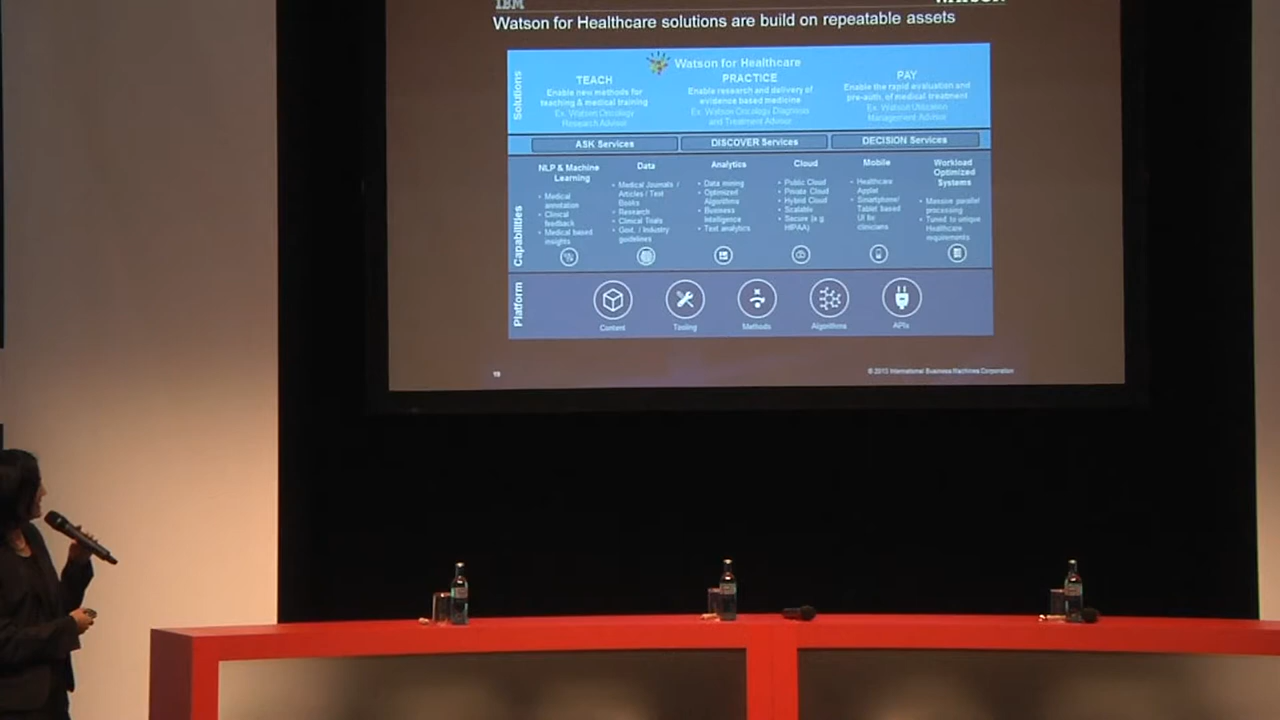 IBM
WATSON
Watson for Healthcare solutions are build on repeatable assets
Solutions
Watson for Healthcare
TEACH
Enable new methods for
teaching & medical training
Ex. Watson Oncology
Research Advisor
PRACTICE
Enable research and delivery of
evidence based medicine
Ex. Watson Oncology Diagnosis
and Treatment Advisor
PAY
Enable the rapid evaluation and
pre-auth. of medical treatment
Ex. Watson Utilization
Management Advisor
ASK Services
DISCOVER Services
DECISION Services
Capabilities
NLP & Machine
Learning
• Medical
annotation
• Clinical
feedback
• Medical based
insights
Data
• Medical Journals /
Articles / Text
Books
• Research
• Clinical Trials
• Govt. / Industry
guidelines
Analytics
• Data mining
• Optimized
Algorithms
• Business
Intelligence
• Text analytics
Cloud
• Public Cloud
• Private Cloud
• Hybrid Cloud
• Scalable
• Secure (e.g.
HIPAA)
Mobile
• Healthcare
Applet
• Smartphone/
Tablet based
UI for
clinicians
Workload
Optimized
Systems
• Massive parallel
processing
• Tuned to unique
Healthcare
requirements
Platform
Content
Tooling
Methods
Algorithms
APIs
19
© 2013 International Business Machines Corporation